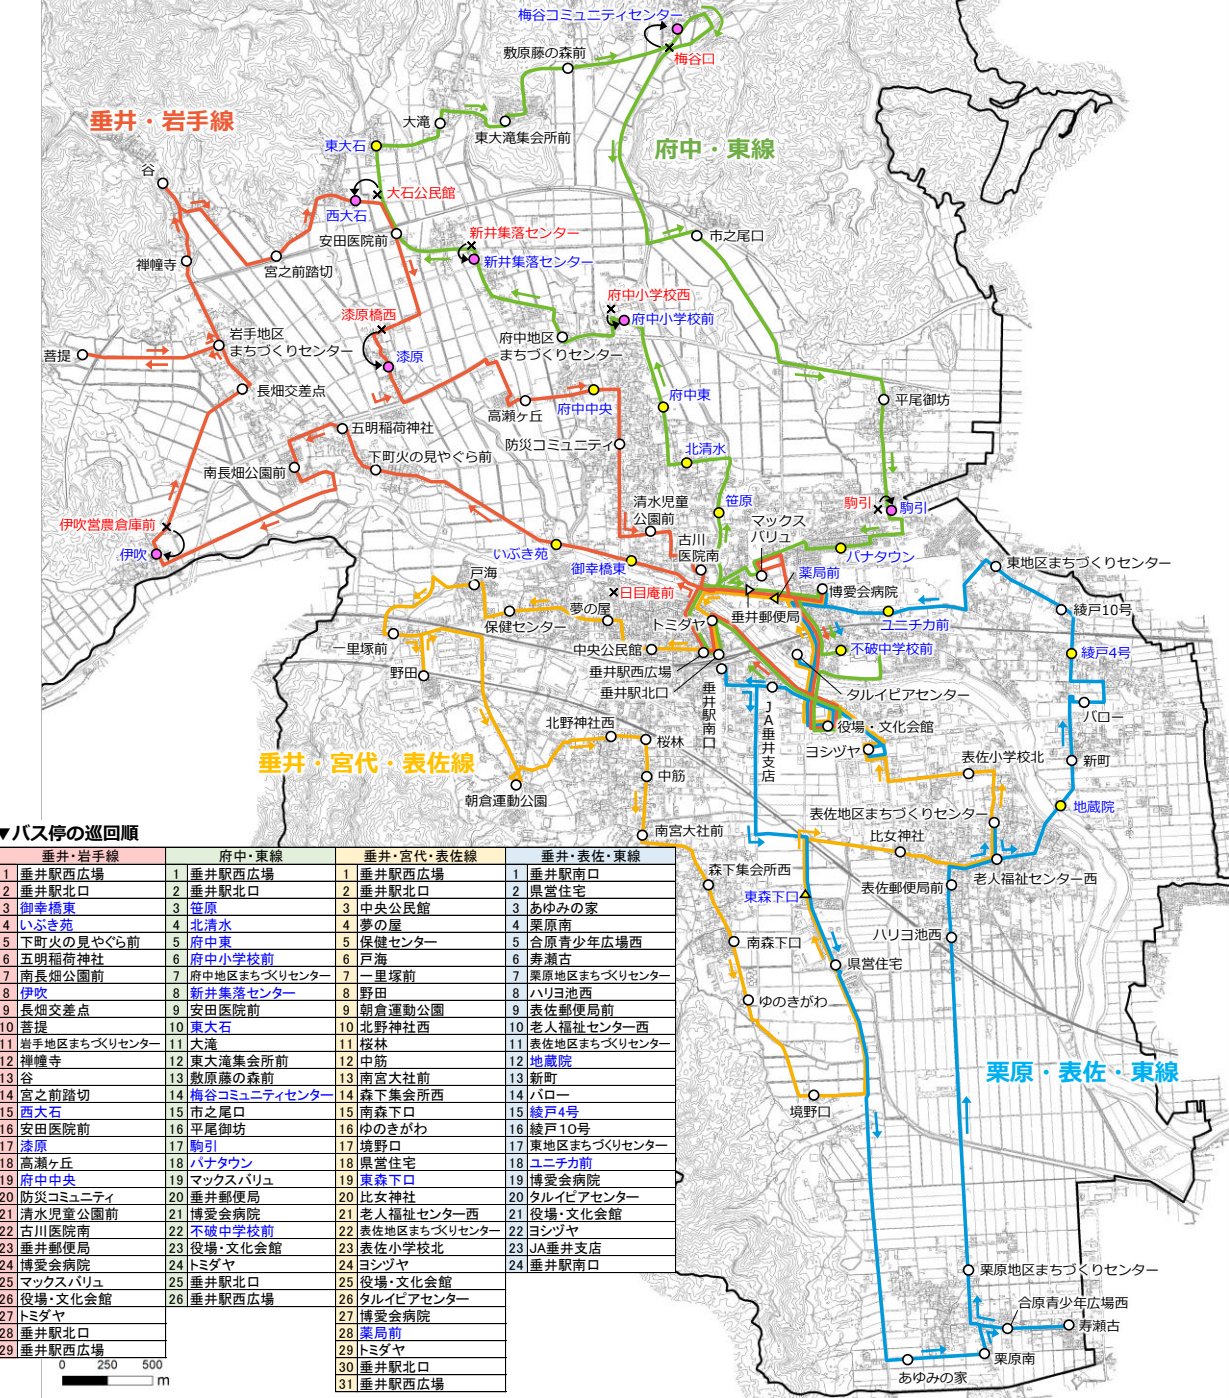 梅谷コミュニティセンター
敷原藤の森前
梅谷口
垂井・岩手線
大滝
東大滝集会所前
府中・東線
東大石
谷
大石公民館
西大石
安田医院前
新井集落センター
新井集落センター
市之尾口
禅幢寺
宮之前踏切
府中小学校西
府中小学校前
漆原橋西
岩手地区
まちづくりセンター
府中地区
まちづくりセンター
菩提
漆原
長畑交差点
高瀬ヶ丘
府中中央
府中東
平尾御坊
五明稲荷神社
防災コミュニティ
下町火の見やぐら前
北清水
南長畑公園前
清水児童
公園前
笹原
駒引
駒引
マックス
バリュ
伊吹営農倉庫前
伊吹
いぶき苑
古川
医院南
パナタウン
御幸橋東
薬局前
東地区まちづくりセンター
戸海
日目庵前
博愛会病院
保健センター
夢の屋
トミダヤ
垂井郵便局
ユニチカ前
綾戸10号
一里塚前
中央公民館
不破中学校前
綾戸4号
野田
垂井駅西広場
垂井駅北口
垂井駅南口
タルイピアセンター
JA垂井支店
バロー
北野神社西
桜林
役場・文化会館
ヨシヅヤ
垂井・宮代・表佐線
表佐小学校北
新町
中筋
朝倉運動公園
表佐地区まちづくりセンター
地蔵院
南宮大社前
比女神社
森下集会所西
東森下口
表佐郵便局前
老人福祉センター西
南森下口
ハリヨ池西
県営住宅
ゆのきがわ
栗原・表佐・東線
境野口
栗原地区まちづくりセンター
合原青少年広場西
寿瀬古
栗原南
あゆみの家
▼バス停の巡回順
垂井・岩手線
1 垂井駅西広場
2 垂井駅北口
3 御幸橋東
4 いぶき苑
5 下町火の見やぐら前
6 五明稲荷神社
7 南長畑公園前
8 伊吹
9 長畑交差点
10 菩提
11 岩手地区まちづくりセンター
12 禅幢寺
13 谷
14 宮之前踏切
15 西大石
16 安田医院前
17 漆原
18 高瀬ヶ丘
19 府中中央
20 防災コミュニティ
21 清水児童公園前
22 古川医院南
23 垂井郵便局
24 博愛会病院
25 マックスバリュ
26 役場・文化会館
27 トミダヤ
28 垂井駅北口
29 垂井駅西広場
府中・東線
1 垂井駅西広場
2 垂井駅北口
3 笹原
4 北清水
5 府中東
6 府中小学校前
7 府中地区まちづくりセンター
8 新井集落センター
9 安田医院前
10 東大石
11 大滝
12 東大滝集会所前
13 敷原藤の森前
14 梅谷コミュニティセンター
15 市之尾口
16 平尾御坊
17 駒引
18 パナタウン
19 マックスバリュ
20 垂井郵便局
21 博愛会病院
22 不破中学校前
23 役場・文化会館
24 トミダヤ
25 垂井駅北口
26 垂井駅西広場
垂井・宮代・表佐線
1 垂井駅西広場
2 垂井駅北口
3 中央公民館
4 夢の屋
5 保健センター
6 戸海
7 一里塚前
8 野田
9 朝倉運動公園
10 北野神社西
11 桜林
12 中筋
13 南宮大社前
14 森下集会所西
15 南森下口
16 ゆのきがわ
17 境野口
18 県営住宅
19 東森下口
20 比女神社
21 老人福祉センター西
22 表佐地区まちづくりセンター
23 表佐小学校北
24 ヨシヅヤ
25 役場・文化会館
26 タルイピアセンター
27 博愛会病院
28 薬局前
29 トミダヤ
30 垂井駅北口
31 垂井駅西広場
垂井・表佐・東線
1 垂井駅南口
2 県営住宅
3 あゆみの家
4 栗原南
5 合原青少年広場西
6 寿瀬古
7 栗原地区まちづくりセンター
8 ハリヨ池西
9 表佐郵便局前
10 老人福祉センター西
11 表佐地区まちづくりセンター
12 地蔵院
13 新町
14 バロー
15 綾戸4号
16 綾戸10号
17 東地区まちづくりセンター
18 ユニチカ前
19 博愛会病院
20 タルイピアセンター
21 役場・文化会館
22 ヨシヅヤ
23 JA垂井支店
24 垂井駅南口
0 250 500
m